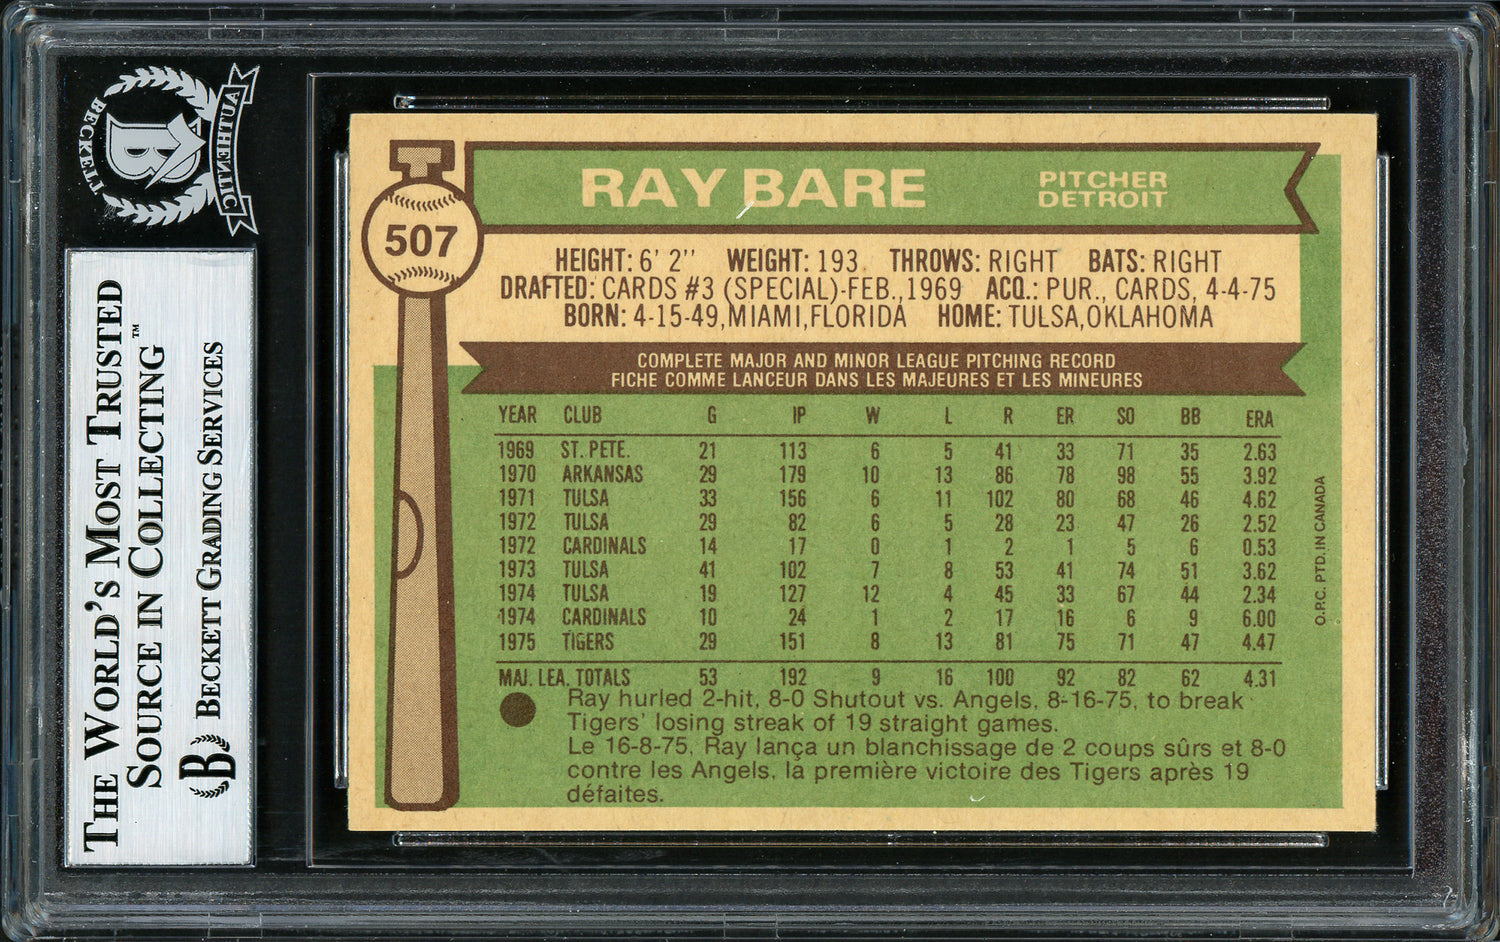 BECKETT
AUTHENTIC
B
THE WORLD'S MOST TRUSTED
SOURCE IN COLLECTING™
B BECKETT GRADING SERVICES
507
RAY BARE
PITCHER
DETROIT
HEIGHT: 6' 2'' WEIGHT: 193 THROWS: RIGHT BATS: RIGHT
DRAFTED: CARDS #3 (SPECIAL)-FEB.,1969 ACQ.: PUR., CARDS, 4-4-75
BORN: 4-15-49, MIAMI, FLORIDA HOME: TULSA, OKLAHOMA
COMPLETE MAJOR AND MINOR LEAGUE PITCHING RECORD
FICHE COMME LANCEUR DANS LES MAJEURES ET LES MINEURES
YEAR CLUB G IP W L R ER SO BB ERA
1969 ST. PETE. 21 113 6 5 41 33 71 35 2.63
1970 ARKANSAS 29 179 10 13 86 78 98 55 3.92
1971 TULSA 33 156 6 11 102 80 68 46 4.62
1972 TULSA 29 82 6 5 28 23 47 26 2.52
1972 CARDINALS 14 17 0 1 2 1 5 6 0.53
1973 TULSA 41 102 7 8 53 41 74 51 3.62
1974 TULSA 19 127 12 4 45 33 67 44 2.34
1974 CARDINALS 10 24 1 2 17 16 6 9 6.00
1975 TIGERS 29 151 8 13 81 75 71 47 4.47
MAJ. LEA. TOTALS 53 192 9 16 100 92 82 62 4.31
Ray hurled 2-hit, 8-0 Shutout vs. Angels, 8-16-75, to break
Tigers' losing streak of 19 straight games.
Le 16-8-75, Ray lança un blanchissage de 2 coups sûrs et 8-0
contre les Angels, la première victoire des Tigers après 19
défaites.
O.P.C. PTD. IN CANADA